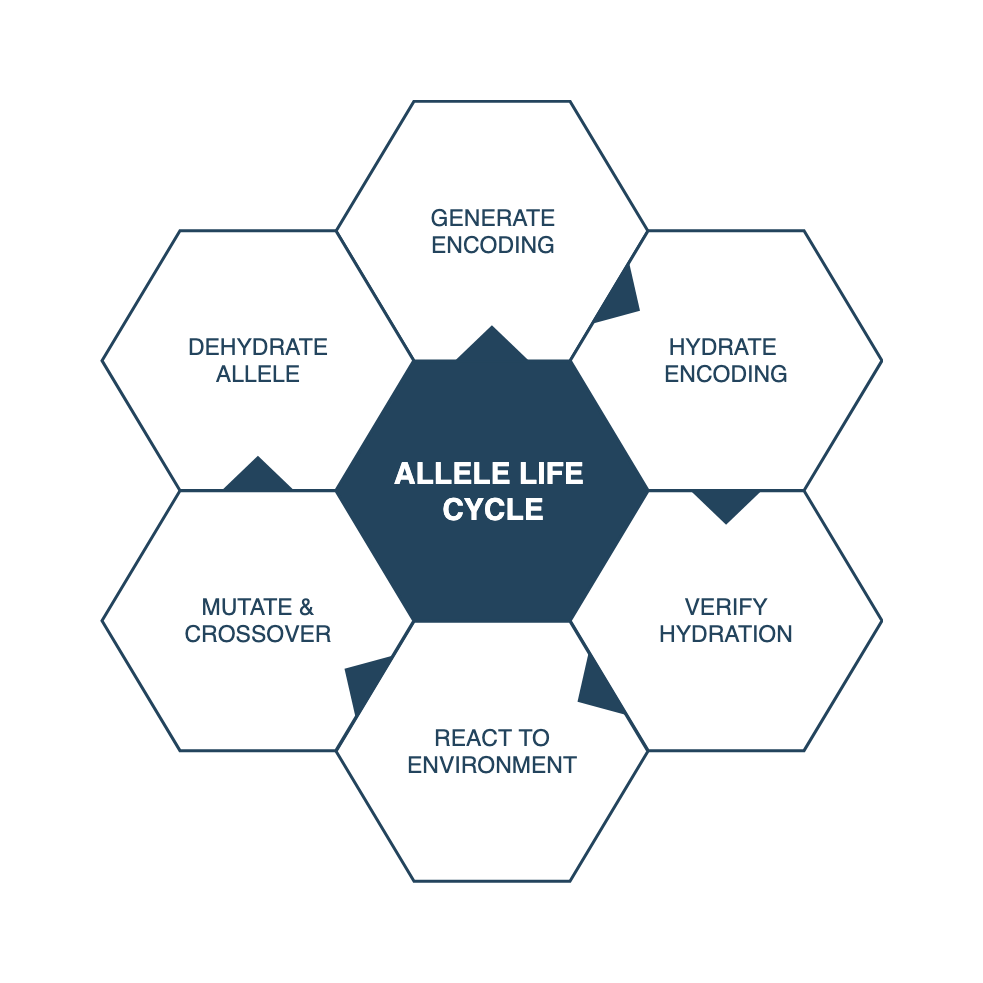 GENERATE
ENCODING
HYDRATE
ENCODING
VERIFY
HYDRATION
REACT TO
ENVIRONMENT
MUTATE &
CROSSOVER
DEHYDRATE
ALLELE
ALLELE LIFE
CYCLE